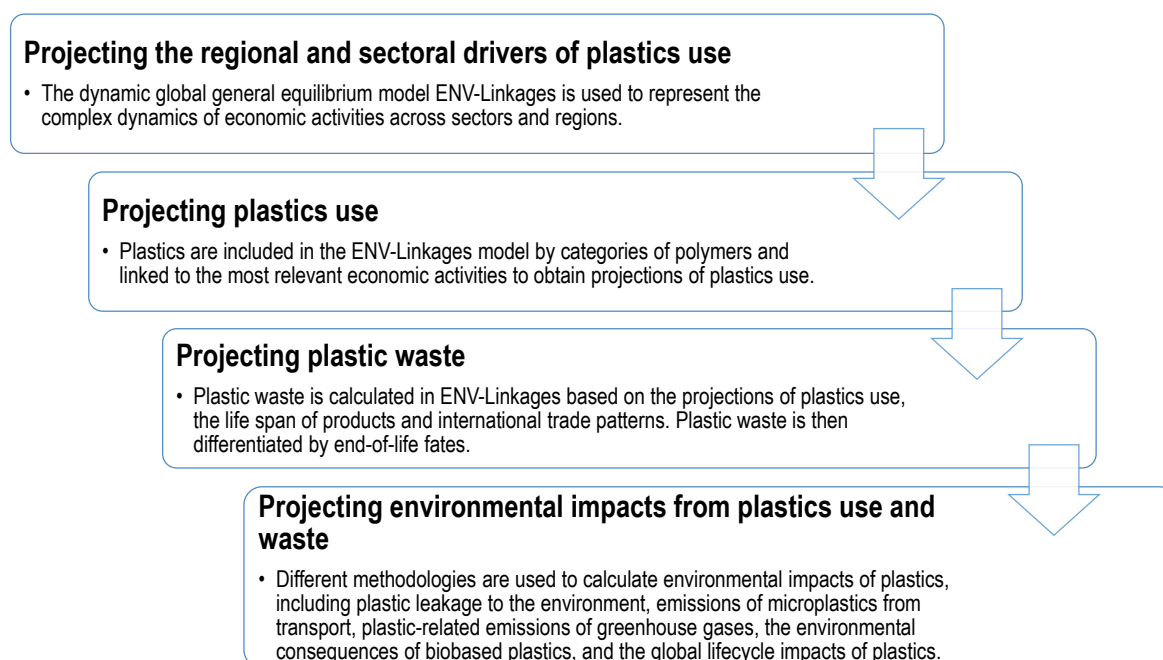 Projecting the regional and sectoral drivers of plastics use
• The dynamic global general equilibrium model ENV-Linkages is used to represent the
complex dynamics of economic activities across sectors and regions.
Projecting plastics use
• Plastics are included in the ENV-Linkages model by categories of polymers and
linked to the most relevant economic activities to obtain projections of plastics use.
Projecting plastic waste
• Plastic waste is calculated in ENV-Linkages based on the projections of plastics use,
the life span of products and international trade patterns. Plastic waste is then
differentiated by end-of-life fates.
Projecting environmental impacts from plastics use and
waste
• Different methodologies are used to calculate environmental impacts of plastics,
including plastic leakage to the environment, emissions of microplastics from
transport, plastic-related emissions of greenhouse gases, the environmental
consequences of biobased plastics, and the global lifecycle impacts of plastics.